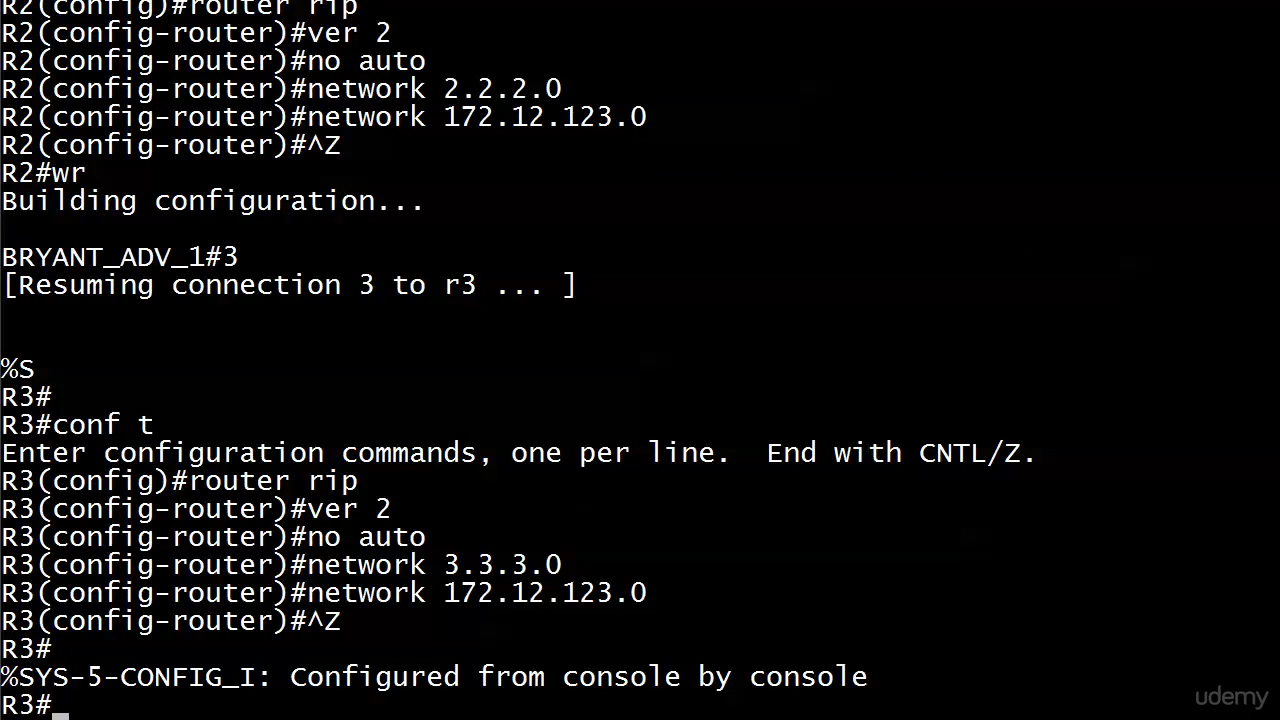 R2(config)#router rip
R2(config-router)#ver 2
R2(config-router)#no auto
R2(config-router)#network 2.2.2.0
R2(config-router)#network 172.12.123.0
R2(config-router)#^Z
R2#wr
Building configuration...
BRYANT_ADV_1#3
[Resuming connection 3 to r3 ... ]
%S
R3#
R3#conf t
Enter configuration commands, one per line.  End with CNTL/Z.
R3(config)#router rip
R3(config-router)#ver 2
R3(config-router)#no auto
R3(config-router)#network 3.3.3.0
R3(config-router)#network 172.12.123.0
R3(config-router)#^Z
R3#
%SYS-5-CONFIG_I: Configured from console by console
R3#
udemy